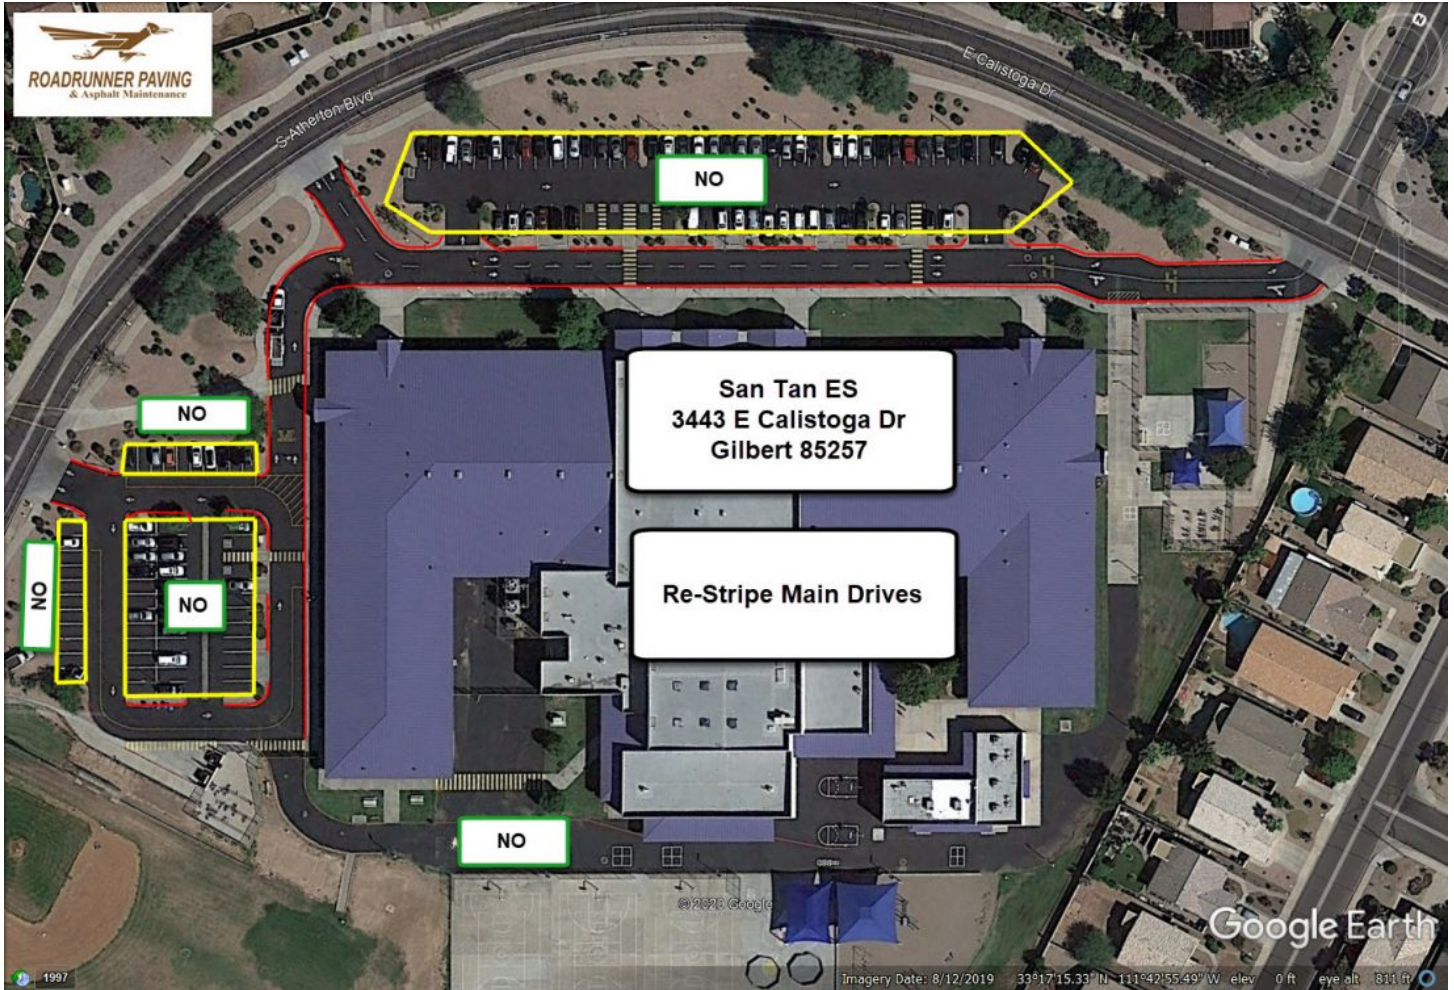 ROADRUNNER PAVING
& Asphalt Maintenance
S Atherton Blvd
E Calistoga Dr
N
NO
San Tan ES
3443 E Calistoga Dr
Gilbert 85257
NO
Re-Stripe Main Drives
NO
NO
NO
© 2020 Google
Google Earth
1997
Imagery Date: 8/12/2019 33°17'15.33" N 111°42'55.49" W elev 0 ft eye alt 811 ft